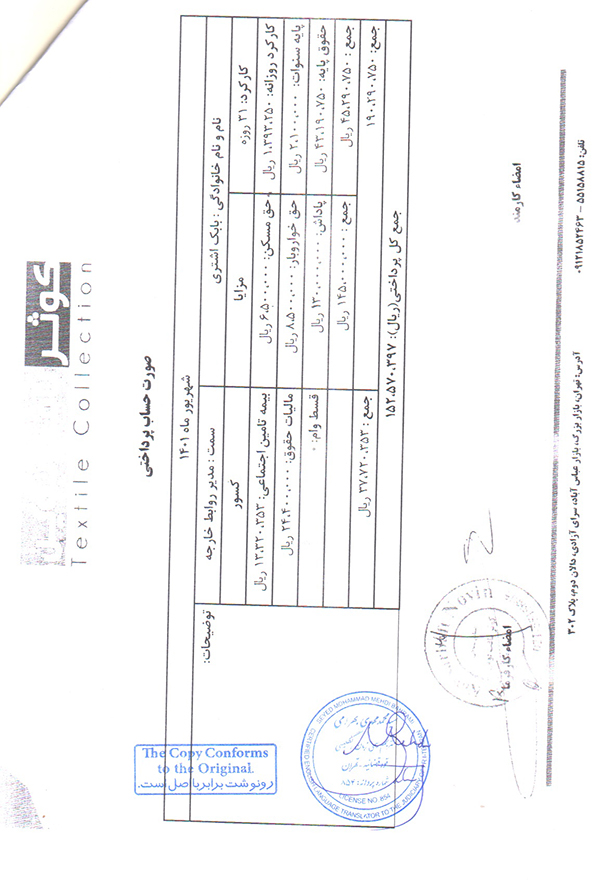 کوثر
Textile Collection
صورت حساب پرداختی
شهریور ماه ۱۴۰۱
نام و نام خانوادگی : بابک اشتری
سمت : مدیر روابط خارجه
توضیحات:
کارکرد: ۳۱ روزه
مزایا
کسور
کارکرد روزانه: ۱.۳۹۳.۲۵۰ ریال
حق مسکن: ۶.۵۰۰.۰۰۰ ریال
بیمه تامین اجتماعی: ۱۳.۳۲۰.۳۵۳ ریال
پایه سنوات: ۲.۱۰۰.۰۰۰ ریال
حق خواروبار: ۸.۵۰۰.۰۰۰ ریال
مالیات حقوق: ۲۴.۴۰۰.۰۰۰ ریال
حقوق پایه: ۴۳.۱۹۰.۷۵۰ ریال
پاداش: ۱۳۰.۰۰۰.۰۰۰ ریال
قسط وام: ۰
جمع : ۴۵.۲۹۰.۷۵۰ ریال
جمع : ۱۴۵.۰۰۰.۰۰۰ ریال
جمع : ۳۷.۷۲۰.۳۵۳ ریال
جمع: ۱۹۰.۲۹۰.۷۵۰
جمع کل پرداختی(ریال): ۱۵۲.۵۷۰.۳۹۷
The Copy Conforms
to the Original.
رونوشت برابر با اصل است.
SEYED MOHAMMAD MEHDI
LICENSE NO. 854
LANGUAGE TRANSLATOR TO THE JUDICIARY OF
امضاء کارمند
امضاء کارفرما
Novin
تلفن: ۵۵۱۵۸۸۱۵ – ۰۹۱۲۱۸۵۲۴۶۳
آدرس: تهران، بازار بزرگ، بازار عباس آباد، سرای آزادی، دالان دوم، پلاک ۳۰۲